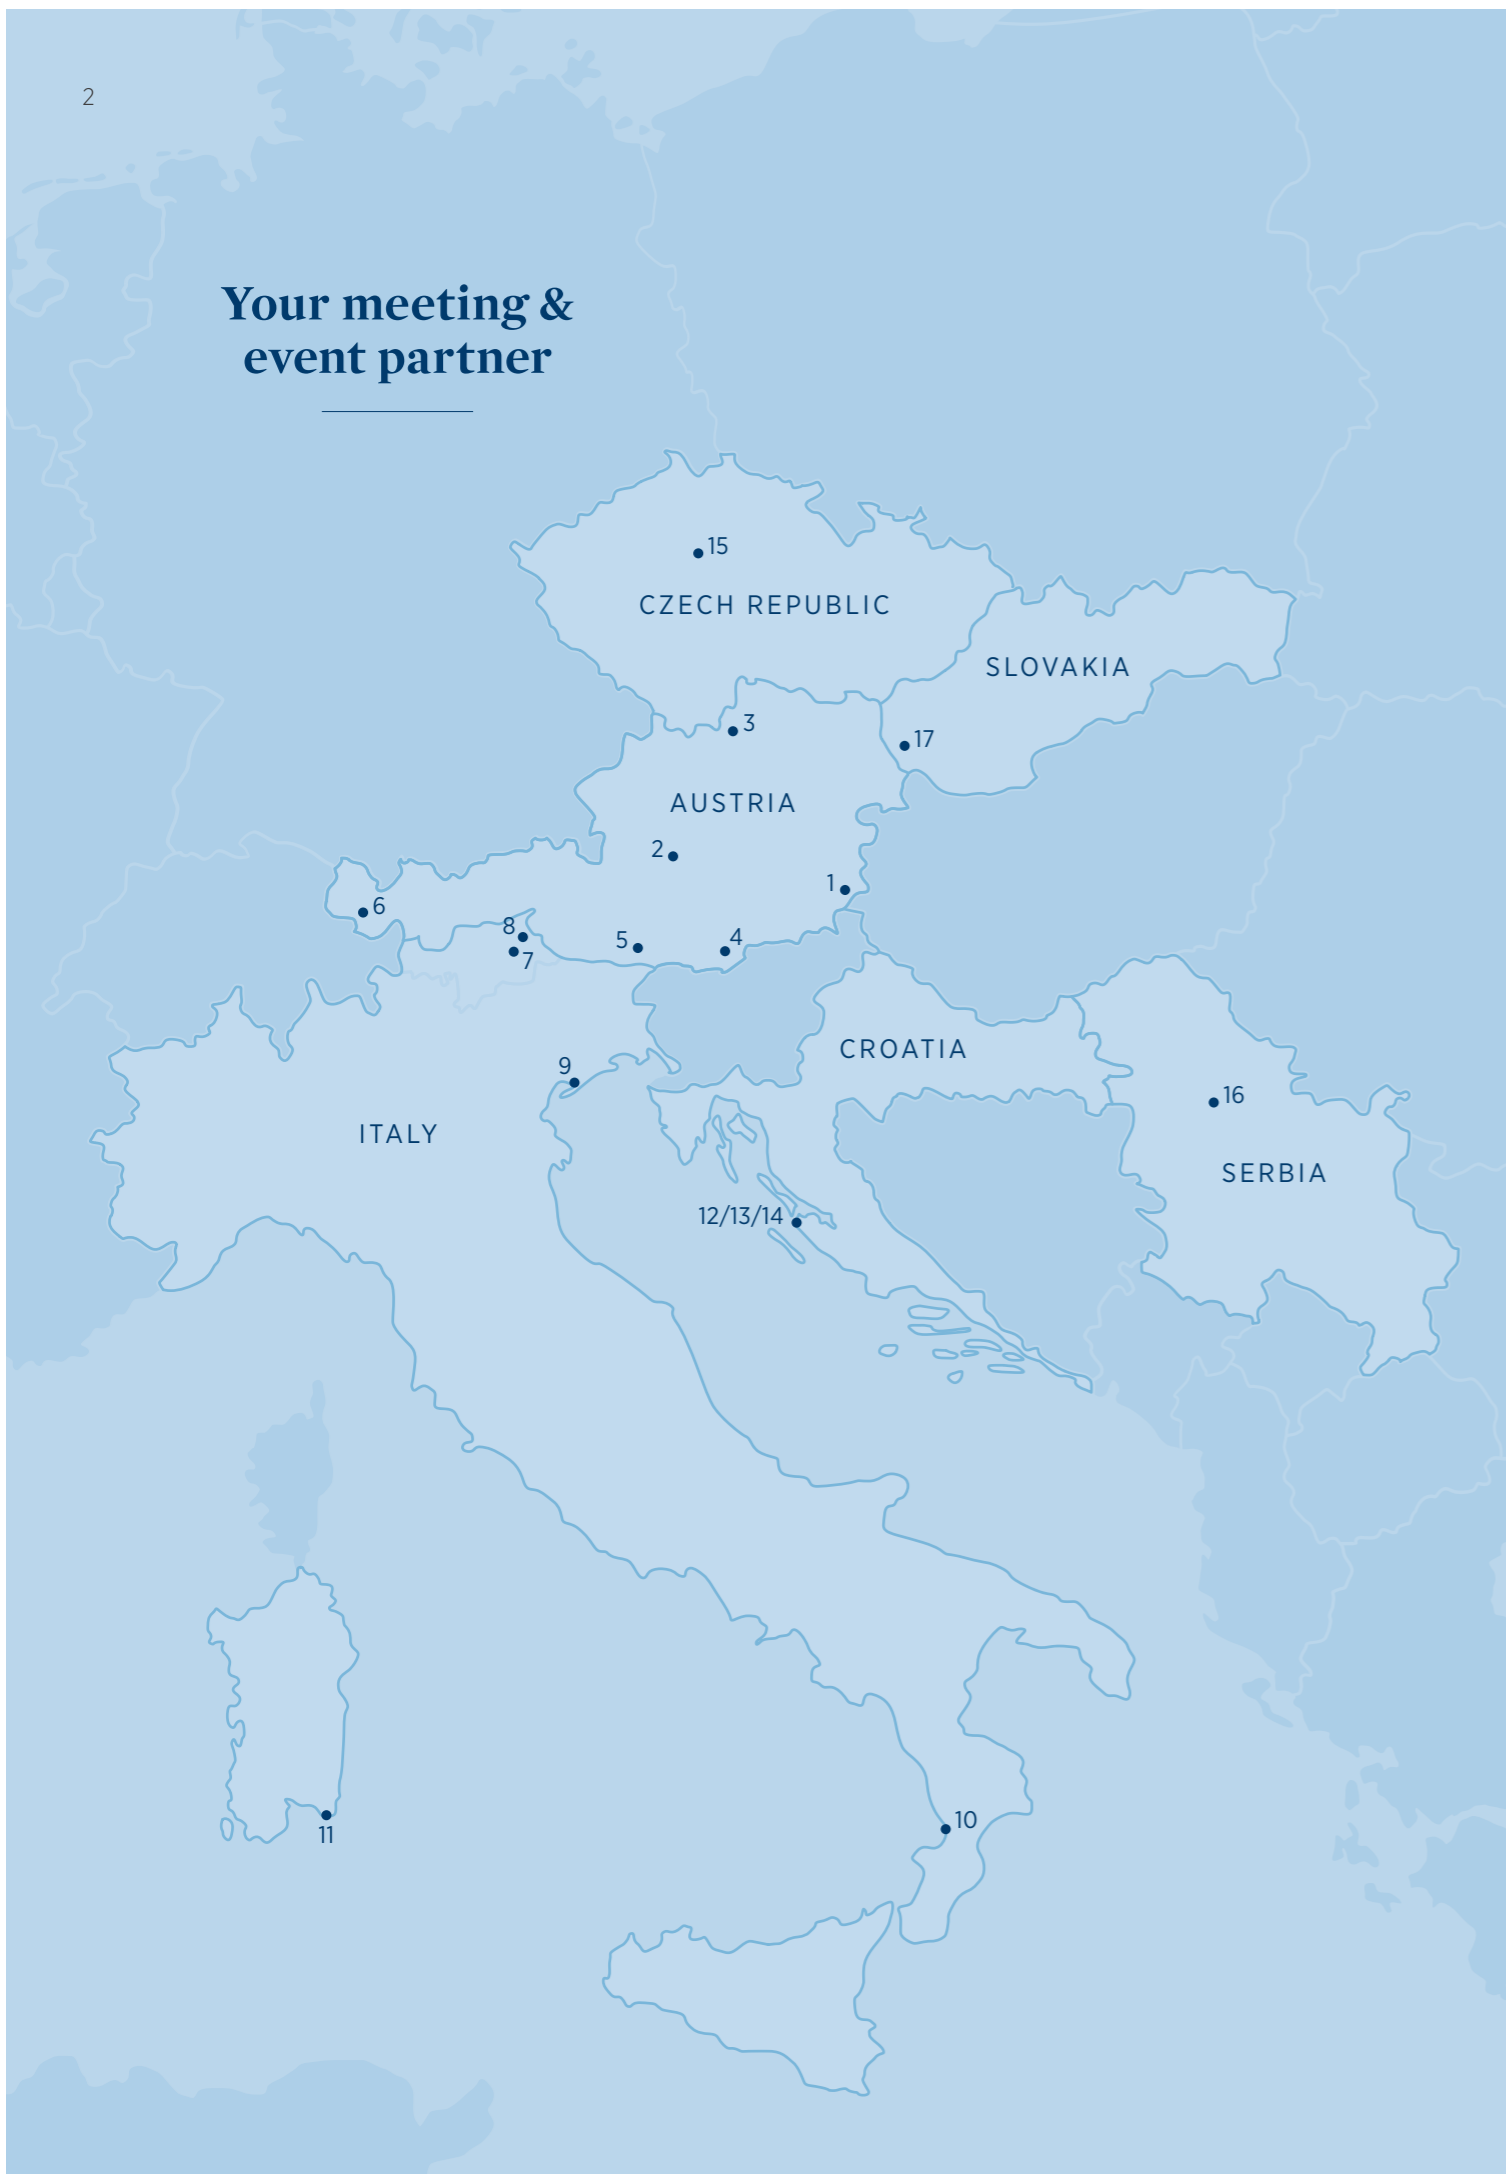 2
Your meeting &
event partner
15
CZECH REPUBLIC
SLOVAKIA
3
17
AUSTRIA
2
1
6
8
5
4
7
CROATIA
9
16
ITALY
SERBIA
12/13/14
10
11